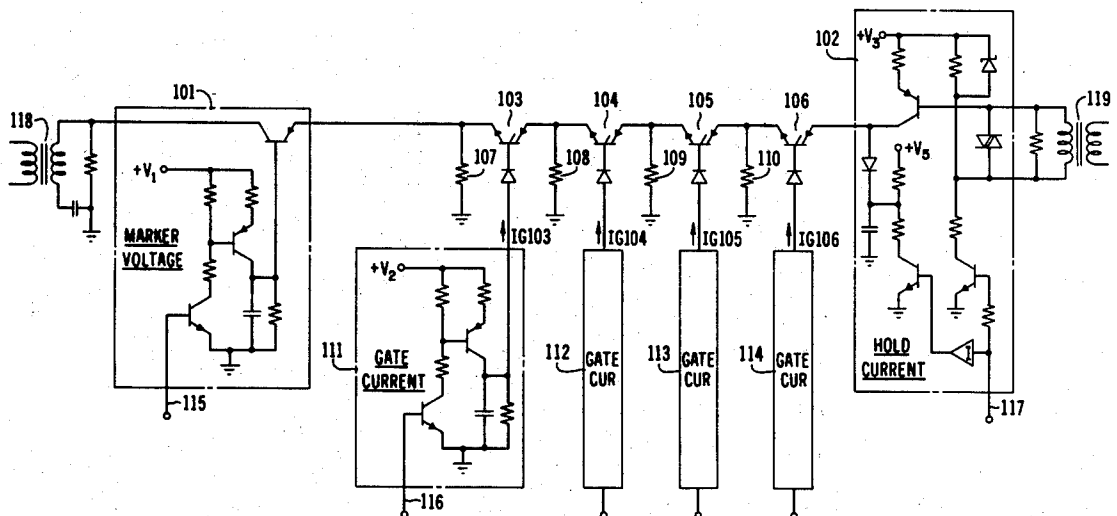 101
102
103
104
105
106
118
119
+V3
+V1
107
108
109
110
+V5
MARKER
VOLTAGE
IG103
IG104
IG105
IG106
+V2
111
GATE
CURRENT
112
GATE
CUR
113
GATE
CUR
114
GATE
CUR
HOLD
CURRENT
I
115
116
117